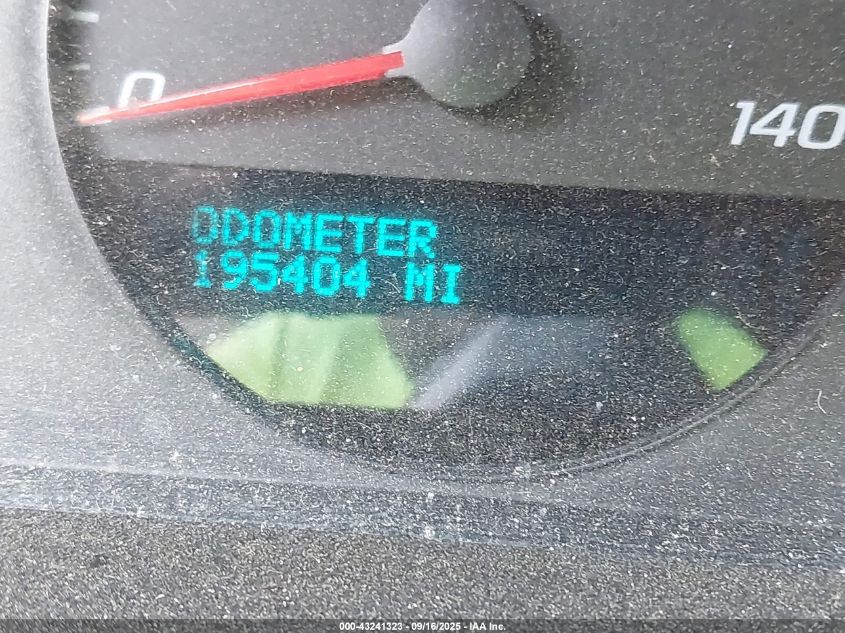 0
140
ODOMETER
195404 MI
000-43241323 - 09/16/2025 - IAA Inc.